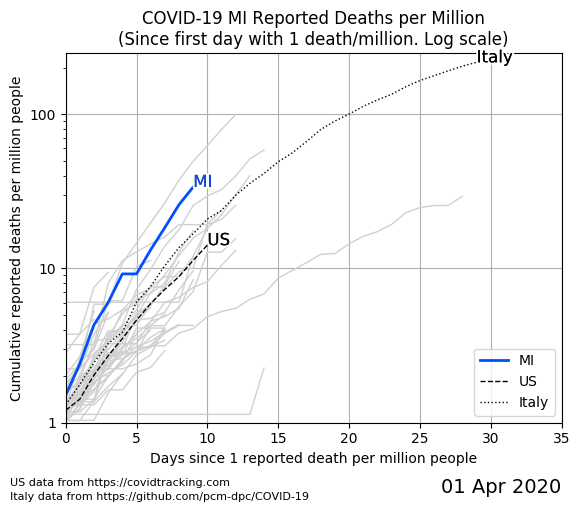 COVID-19 MI Reported Deaths per Million
(Since first day with 1 death/million. Log scale)
Cumulative reported deaths per million people
100
10
1
Italy
MI
US
MI
US
Italy
0 5 10 15 20 25 30 35
Days since 1 reported death per million people
US data from https://covidtracking.com
Italy data from https://github.com/pcm-dpc/COVID-19
01 Apr 2020